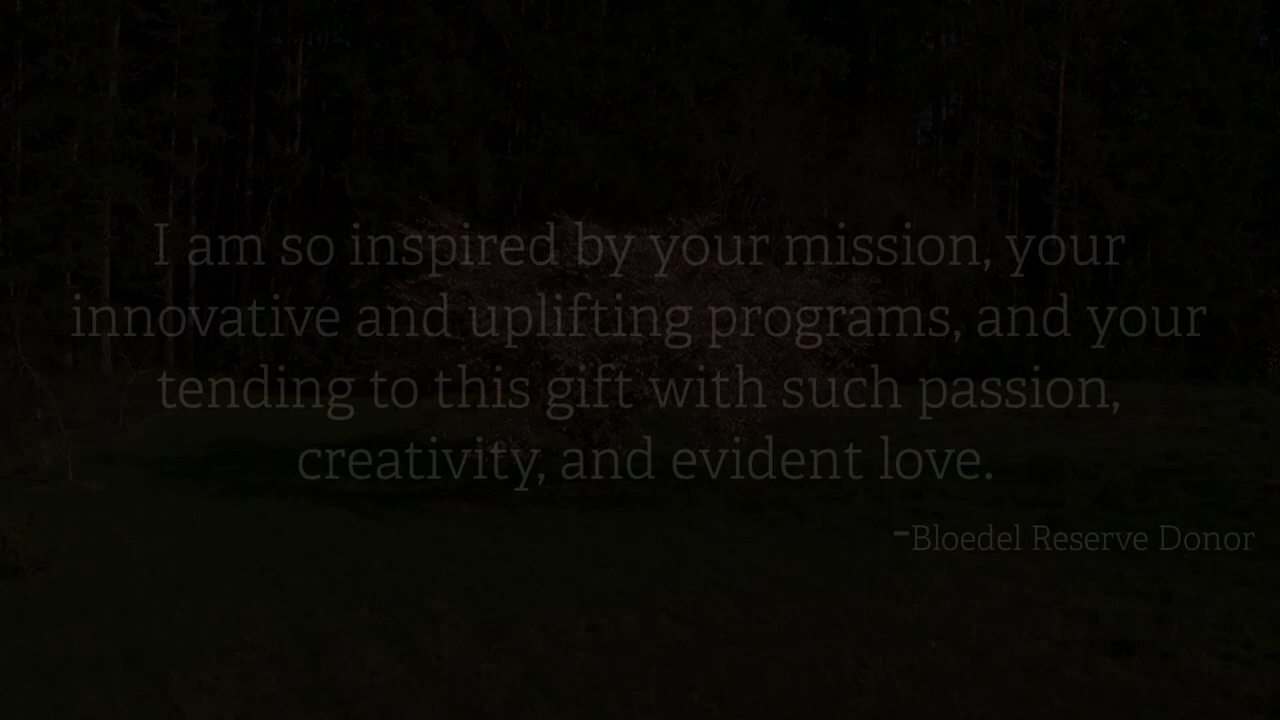 I am so inspired by your mission, your
innovative and uplifting programs, and your
tending to this gift with such passion,
creativity, and evident love.
-Bloedel Reserve Donor